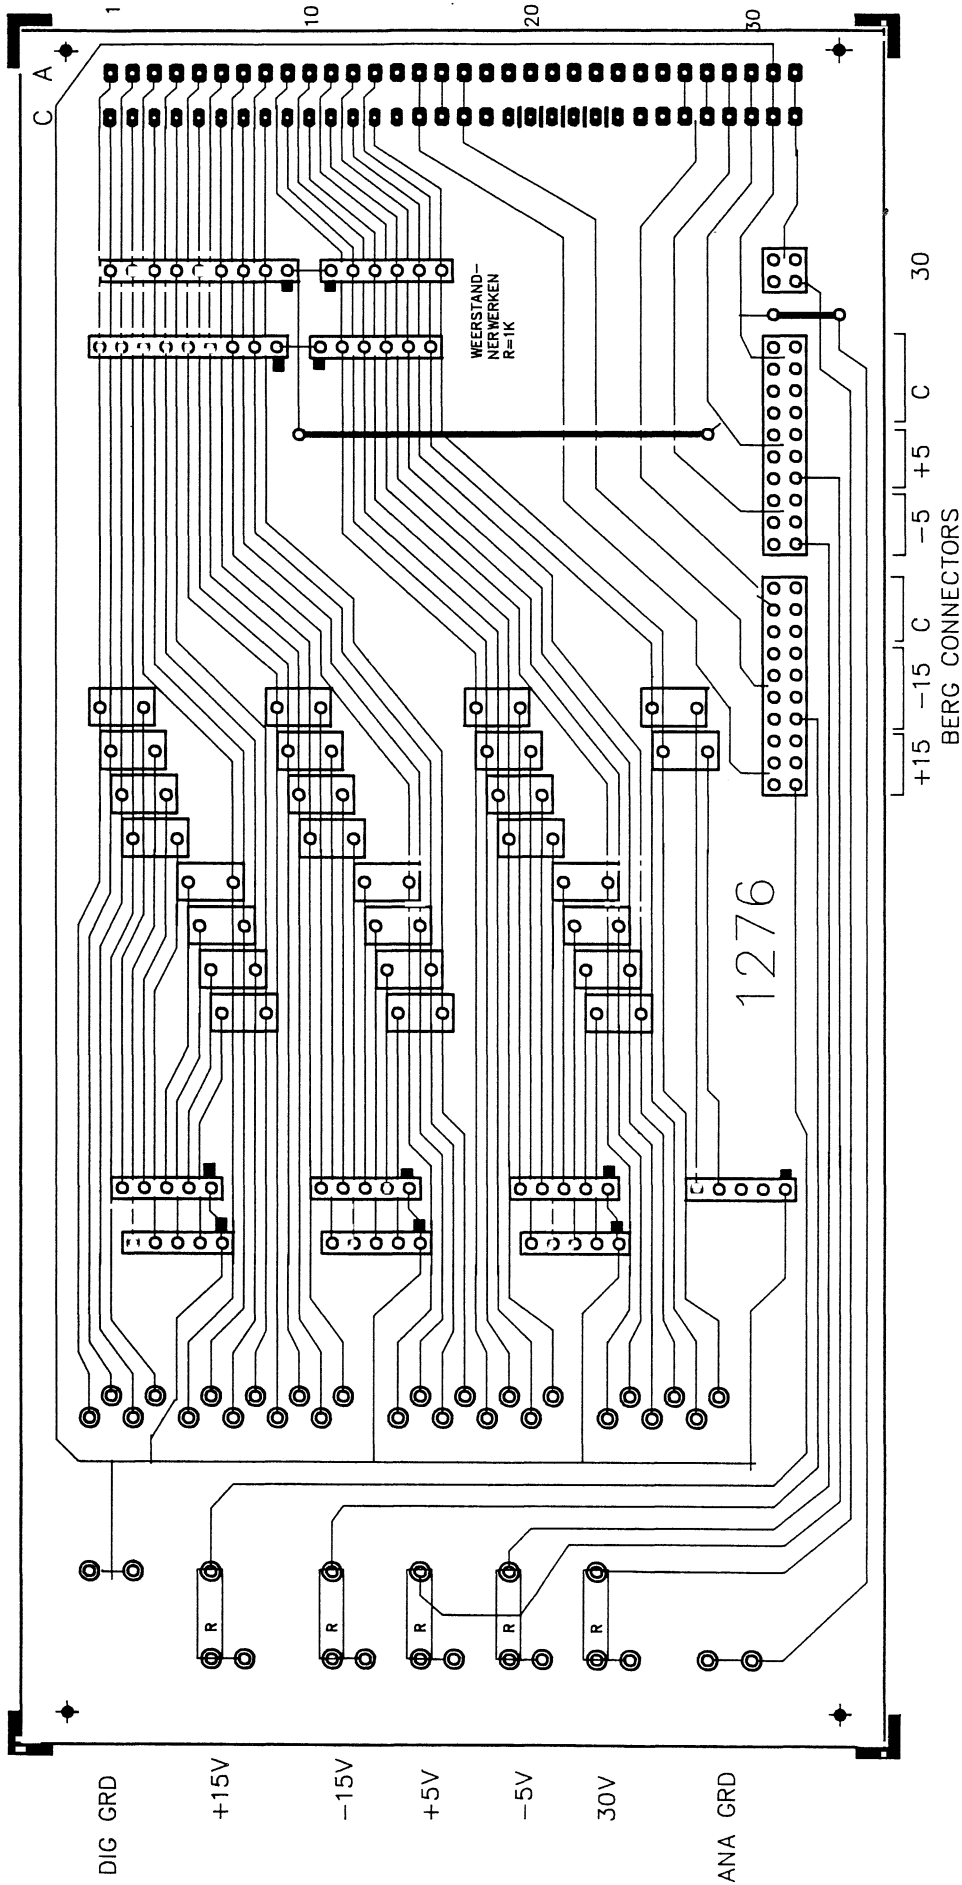 1
10
20
30
A
C
WEERSTAND-
NERWERKEN
R=1K
30
C
+5
-5
C
-15
+15
BERG CONNECTORS
1276
R
R
R
R
R
DIG GRD
+15V
-15V
+5V
-5V
30V
ANA GRD